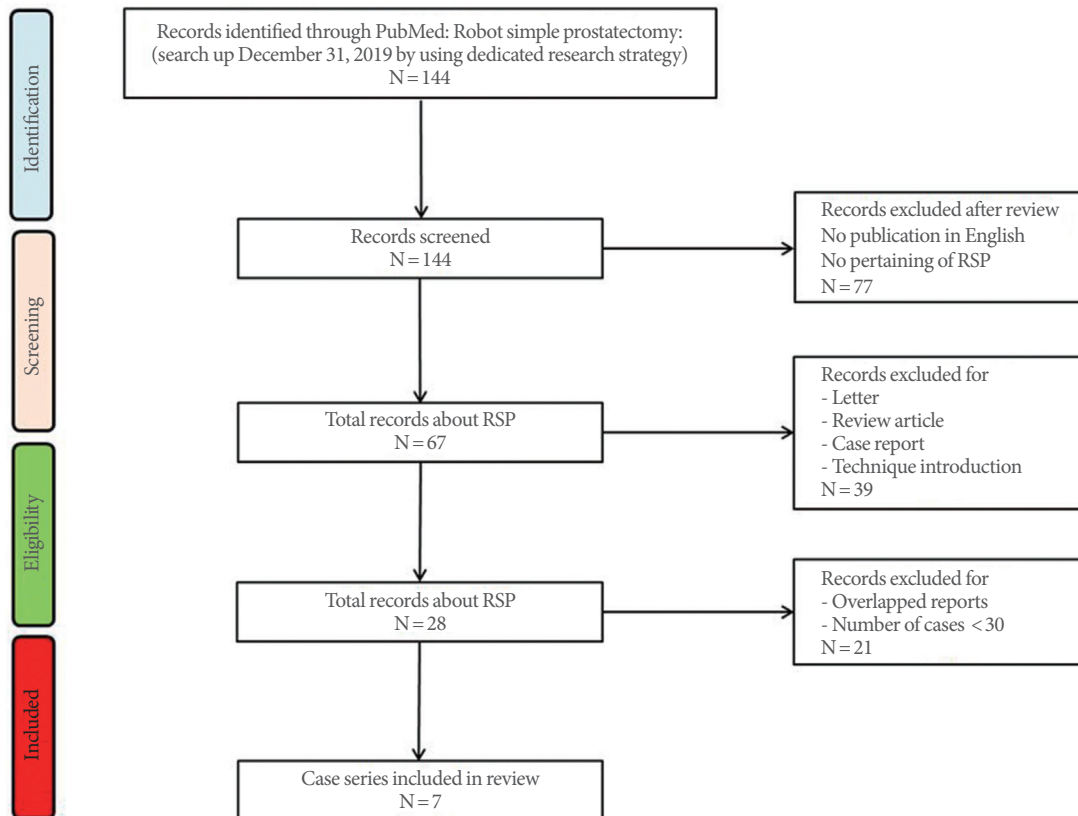 Identification
Records identified through PubMed: Robot simple prostatectomy:
(search up December 31, 2019 by using dedicated research strategy)
N = 144
Screening
Records screened
N = 144
Records excluded after review
No publication in English
No pertaining of RSP
N = 77
Eligibility
Total records about RSP
N = 67
Records excluded for
- Letter
- Review article
- Case report
- Technique introduction
N = 39
Total records about RSP
N = 28
Records excluded for
- Overlapped reports
- Number of cases <30
N = 21
Included
Case series included in review
N = 7